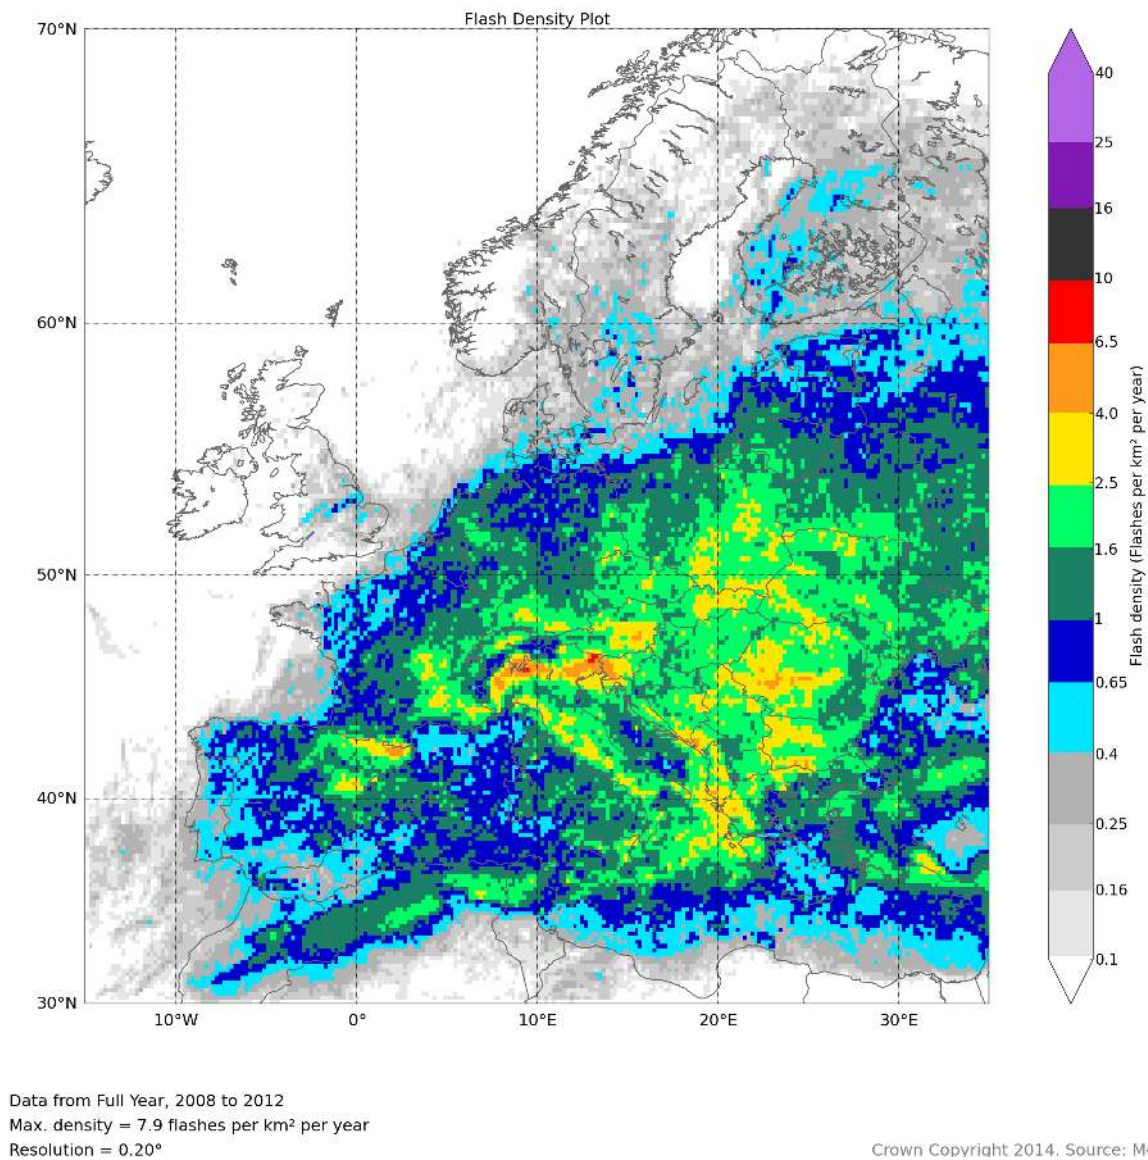 Flash Density Plot
70°N
60°N
50°N
40°N
30°N
10°W 0° 10°E 20°E 30°E
40
25
16
10
6.5
4.0
2.5
1.6
1
0.65
0.4
0.25
0.16
0.1
Flash density (Flashes per km² per year)
Data from Full Year, 2008 to 2012
Max. density = 7.9 flashes per km² per year
Resolution = 0.20°
Crown Copyright 2014. Source: M